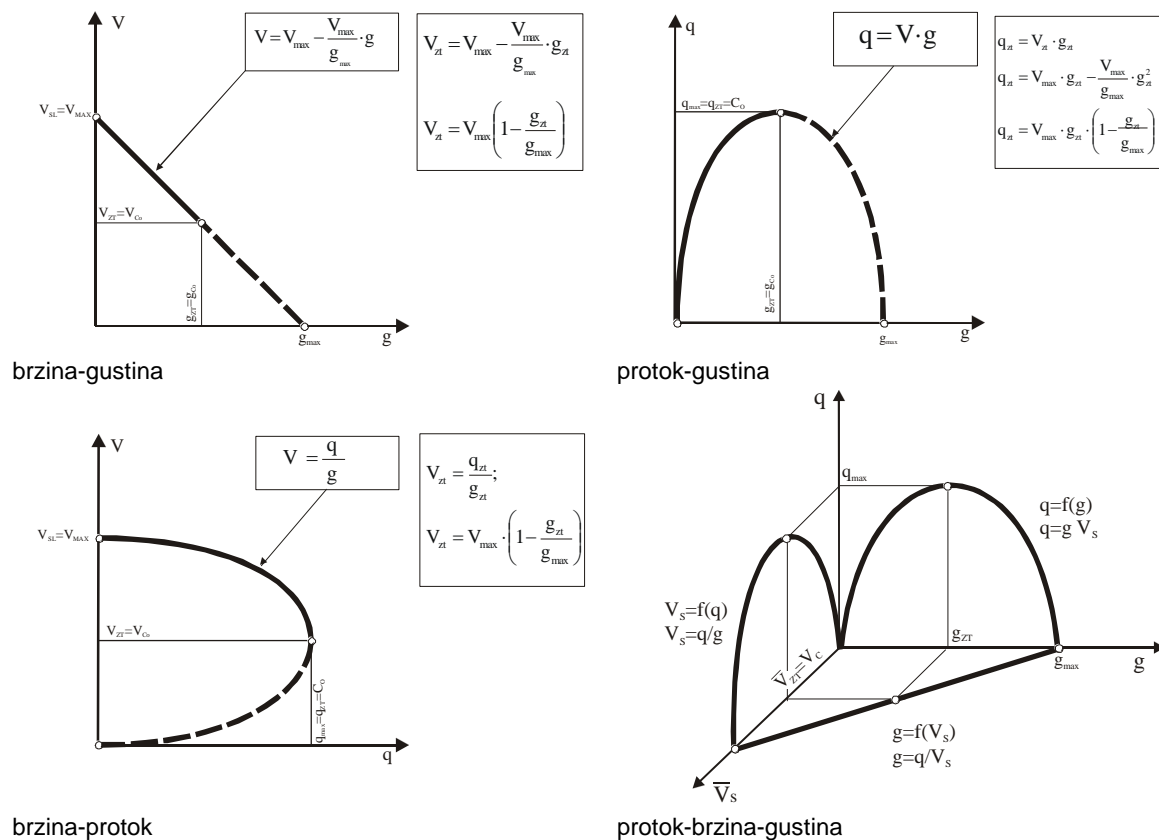 V
V=V_max − V_max/g_max · g
V_zt=V_max − V_max/g_max · g_zt
V_zt=V_max(1 − g_zt/g_max)
V_SL=V_MAX
V_ZT=V_Co
g_ZT=g_Co
g_max
g
brzina-gustina
q
q=V·g
q_zt=V_zt·g_zt
q_zt=V_max·g_zt − V_max/g_max · g_zt²
q_zt=V_max·g_zt·(1 − g_zt/g_max)
q_max=q_ZT=C_O
g_ZT=g_Co
g_max
g
protok-gustina
V
V = q/g
V_zt = q_zt/g_zt;
V_zt=V_max·(1 − g_zt/g_max)
V_SL=V_MAX
V_ZT=V_Co
q_max=q_ZT=C_O
q
brzina-protok
q
q_max
q=f(g)
q=g V_S
V_S=f(q)
V_S=q/g
g_ZT
V̅_ZT=V_C
g_max
g
g=f(V_S)
g=q/V_S
V̅_S
protok-brzina-gustina